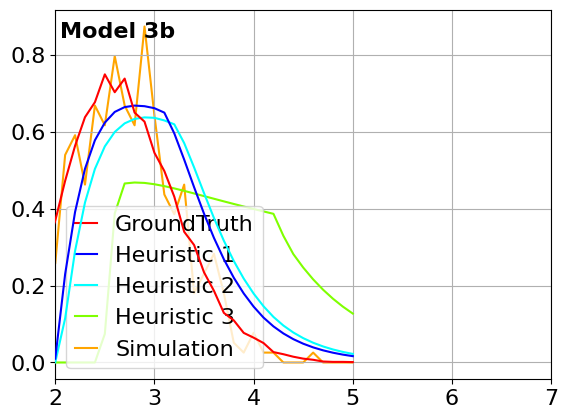 Model 3b
0.8
0.6
0.4
0.2
0.0
GroundTruth
Heuristic 1
Heuristic 2
Heuristic 3
Simulation
2 3 4 5 6 7